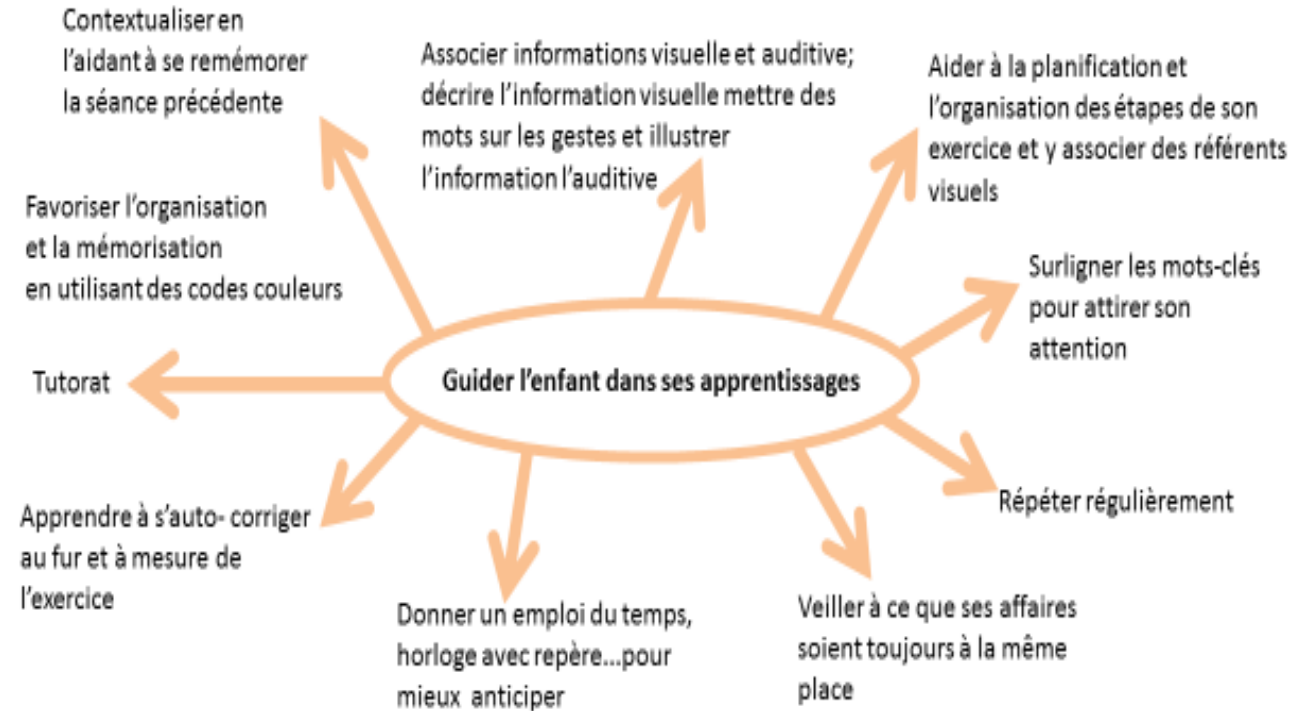 Contextualiser en
l'aidant à se remémorer
la séance précédente
Associer informations visuelle et auditive;
décrire l'information visuelle mettre des
mots sur les gestes et illustrer
l'information l'auditive
Aider à la planification et
l'organisation des étapes de son
exercice et y associer des référents
visuels
Favoriser l'organisation
et la mémorisation
en utilisant des codes couleurs
Surligner les mots-clés
pour attirer son
attention
Tutorat
Guider l'enfant dans ses apprentissages
Répéter régulièrement
Apprendre à s'auto- corriger
au fur et à mesure de
l'exercice
Donner un emploi du temps,
horloge avec repère...pour
mieux anticiper
Veiller à ce que ses affaires
soient toujours à la même
place